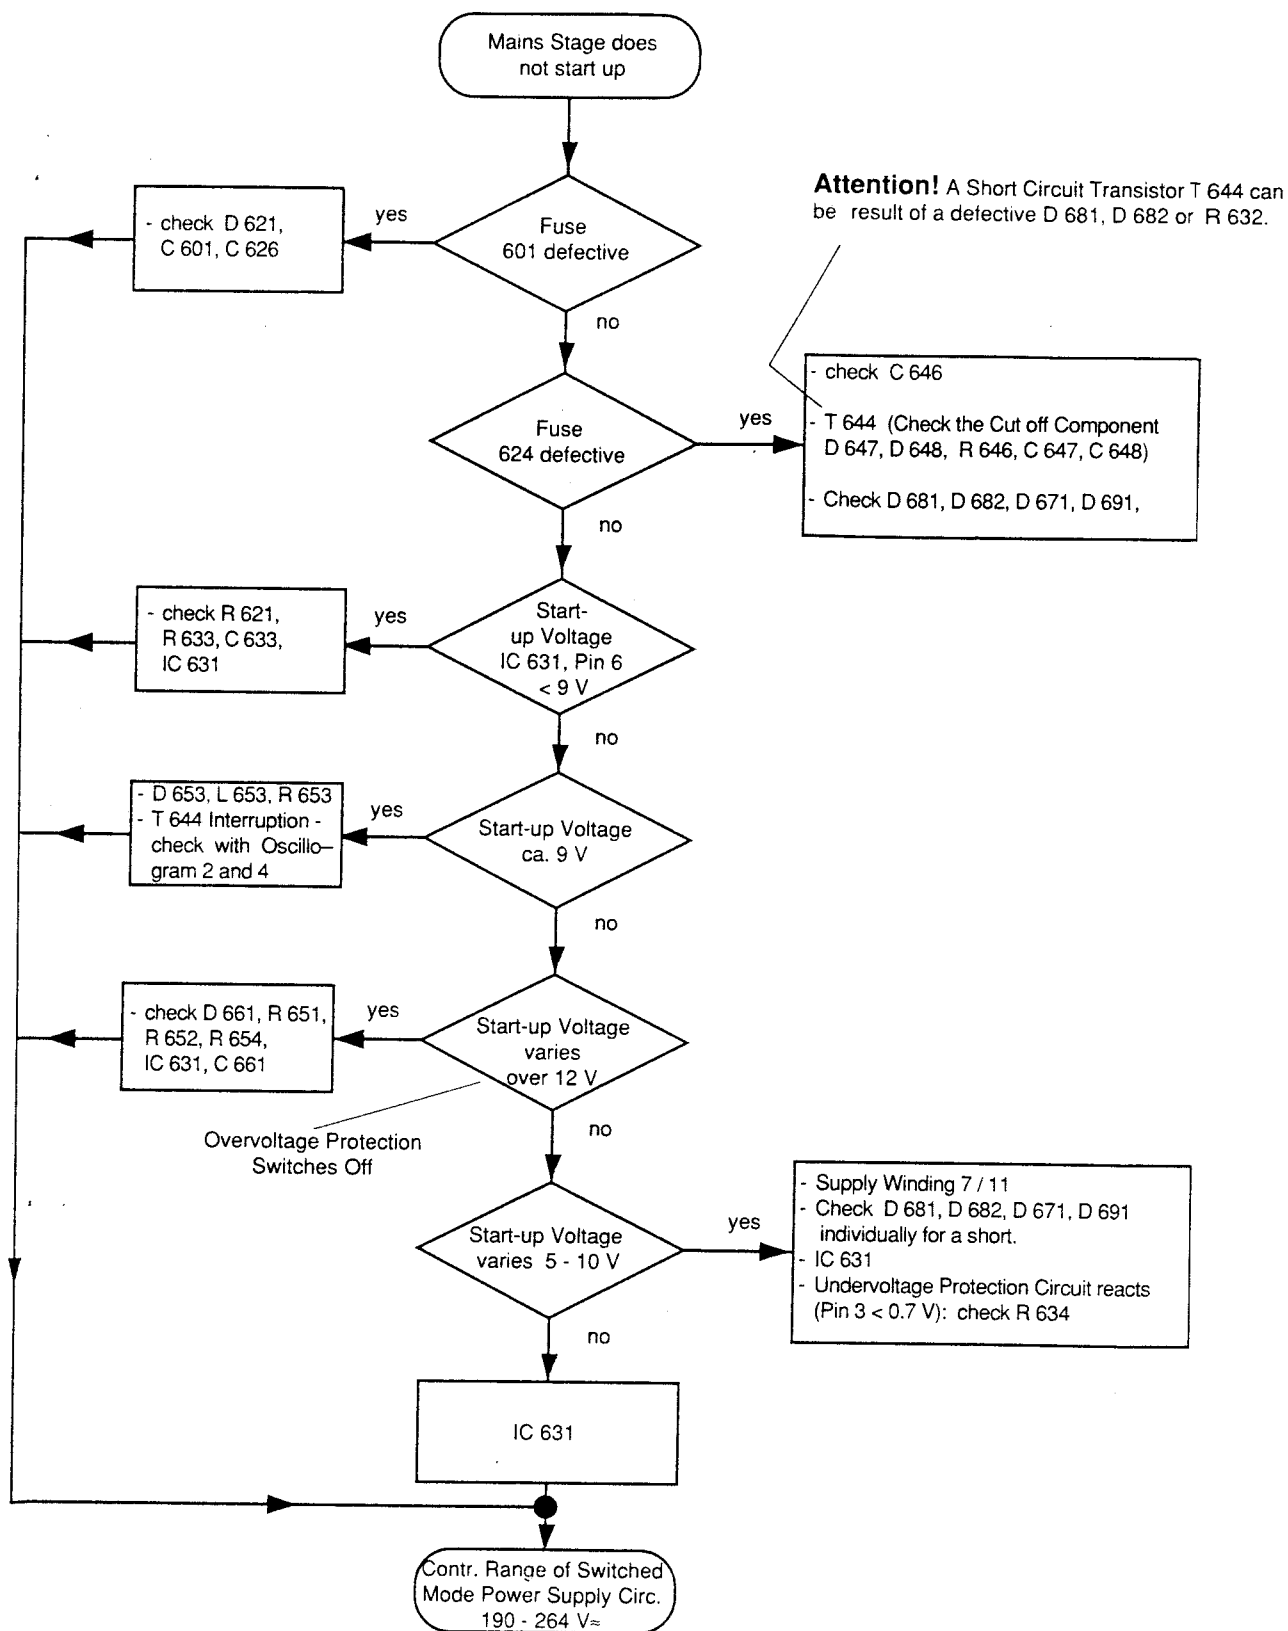 Mains Stage does
not start up
Attention! A Short Circuit Transistor T 644 can
be result of a defective D 681, D 682 or R 632.
- check D 621,
C 601, C 626
yes
Fuse
601 defective
no
Fuse
624 defective
yes
- check C 646
- T 644 (Check the Cut off Component
D 647, D 648, R 646, C 647, C 648)
- Check D 681, D 682, D 671, D 691,
no
- check R 621,
R 633, C 633,
IC 631
yes
Start-
up Voltage
IC 631, Pin 6
< 9 V
no
- D 653, L 653, R 653
- T 644 Interruption -
check with Oscillo-
gram 2 and 4
yes
Start-up Voltage
ca. 9 V
no
- check D 661, R 651,
R 652, R 654,
IC 631, C 661
yes
Start-up Voltage
varies
over 12 V
Overvoltage Protection
Switches Off
no
Start-up Voltage
varies 5 - 10 V
yes
- Supply Winding 7 / 11
- Check D 681, D 682, D 671, D 691
individually for a short.
- IC 631
- Undervoltage Protection Circuit reacts
(Pin 3 < 0.7 V): check R 634
no
IC 631
Contr. Range of Switched
Mode Power Supply Circ.
190 - 264 V≂